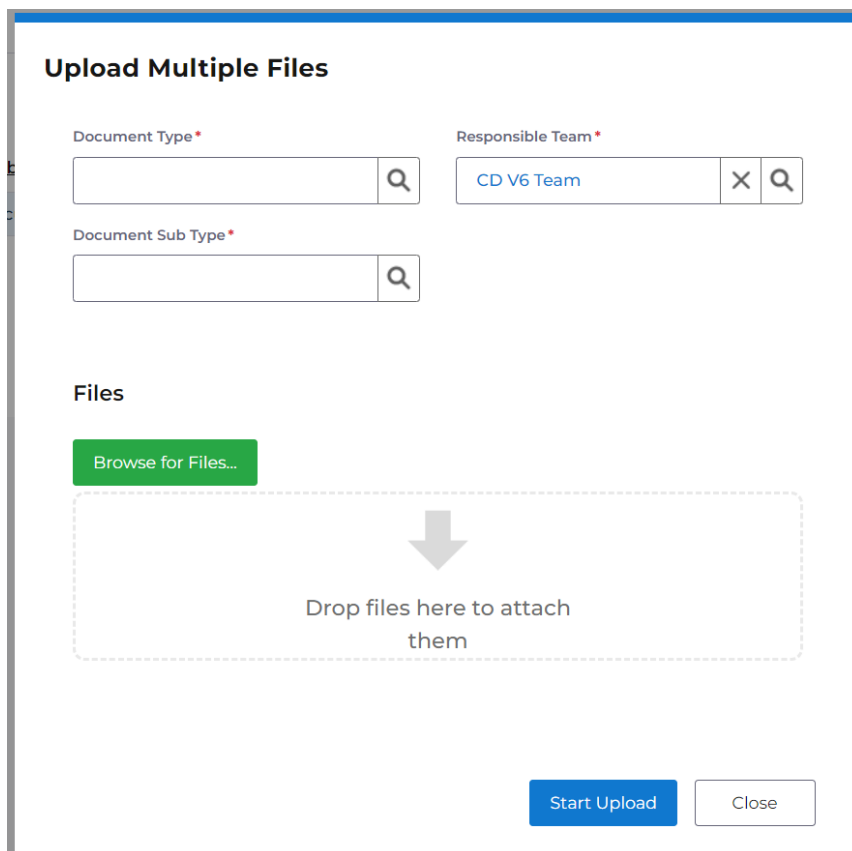 Upload Multiple Files
Document Type*
Responsible Team*
CD V6 Team
Document Sub Type*
Files
Browse for Files...
Drop files here to attach
them
Start Upload
Close